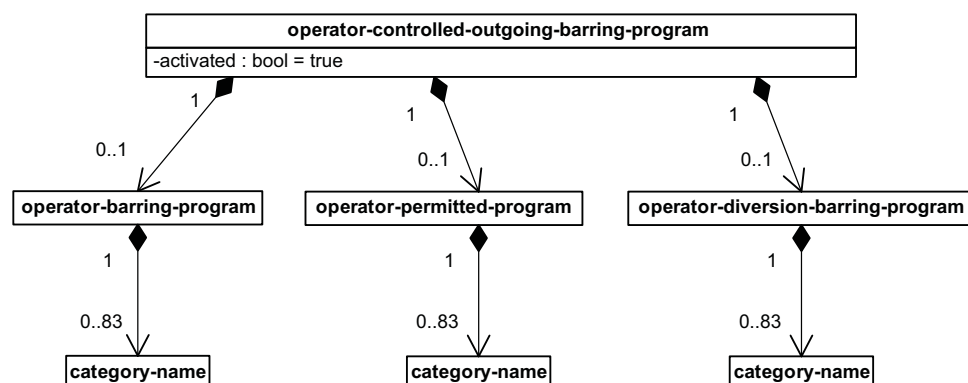 operator-controlled-outgoing-barring-program
-activated : bool = true
1
1
1
0..1
0..1
0..1
operator-barring-program
operator-permitted-program
operator-diversion-barring-program
1
1
1
0..83
0..83
0..83
category-name
category-name
category-name